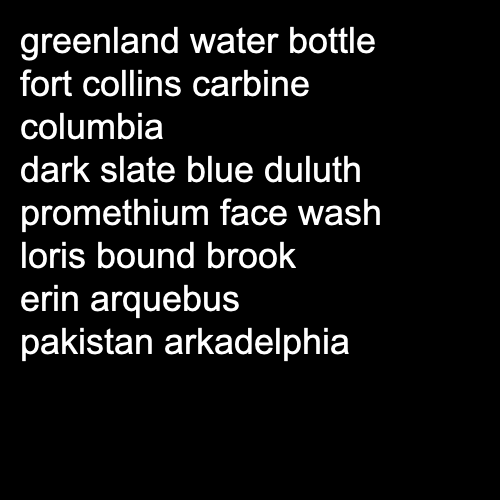 greenland water bottle
fort collins carbine
columbia
dark slate blue duluth
promethium face wash
loris bound brook
erin arquebus
pakistan arkadelphia